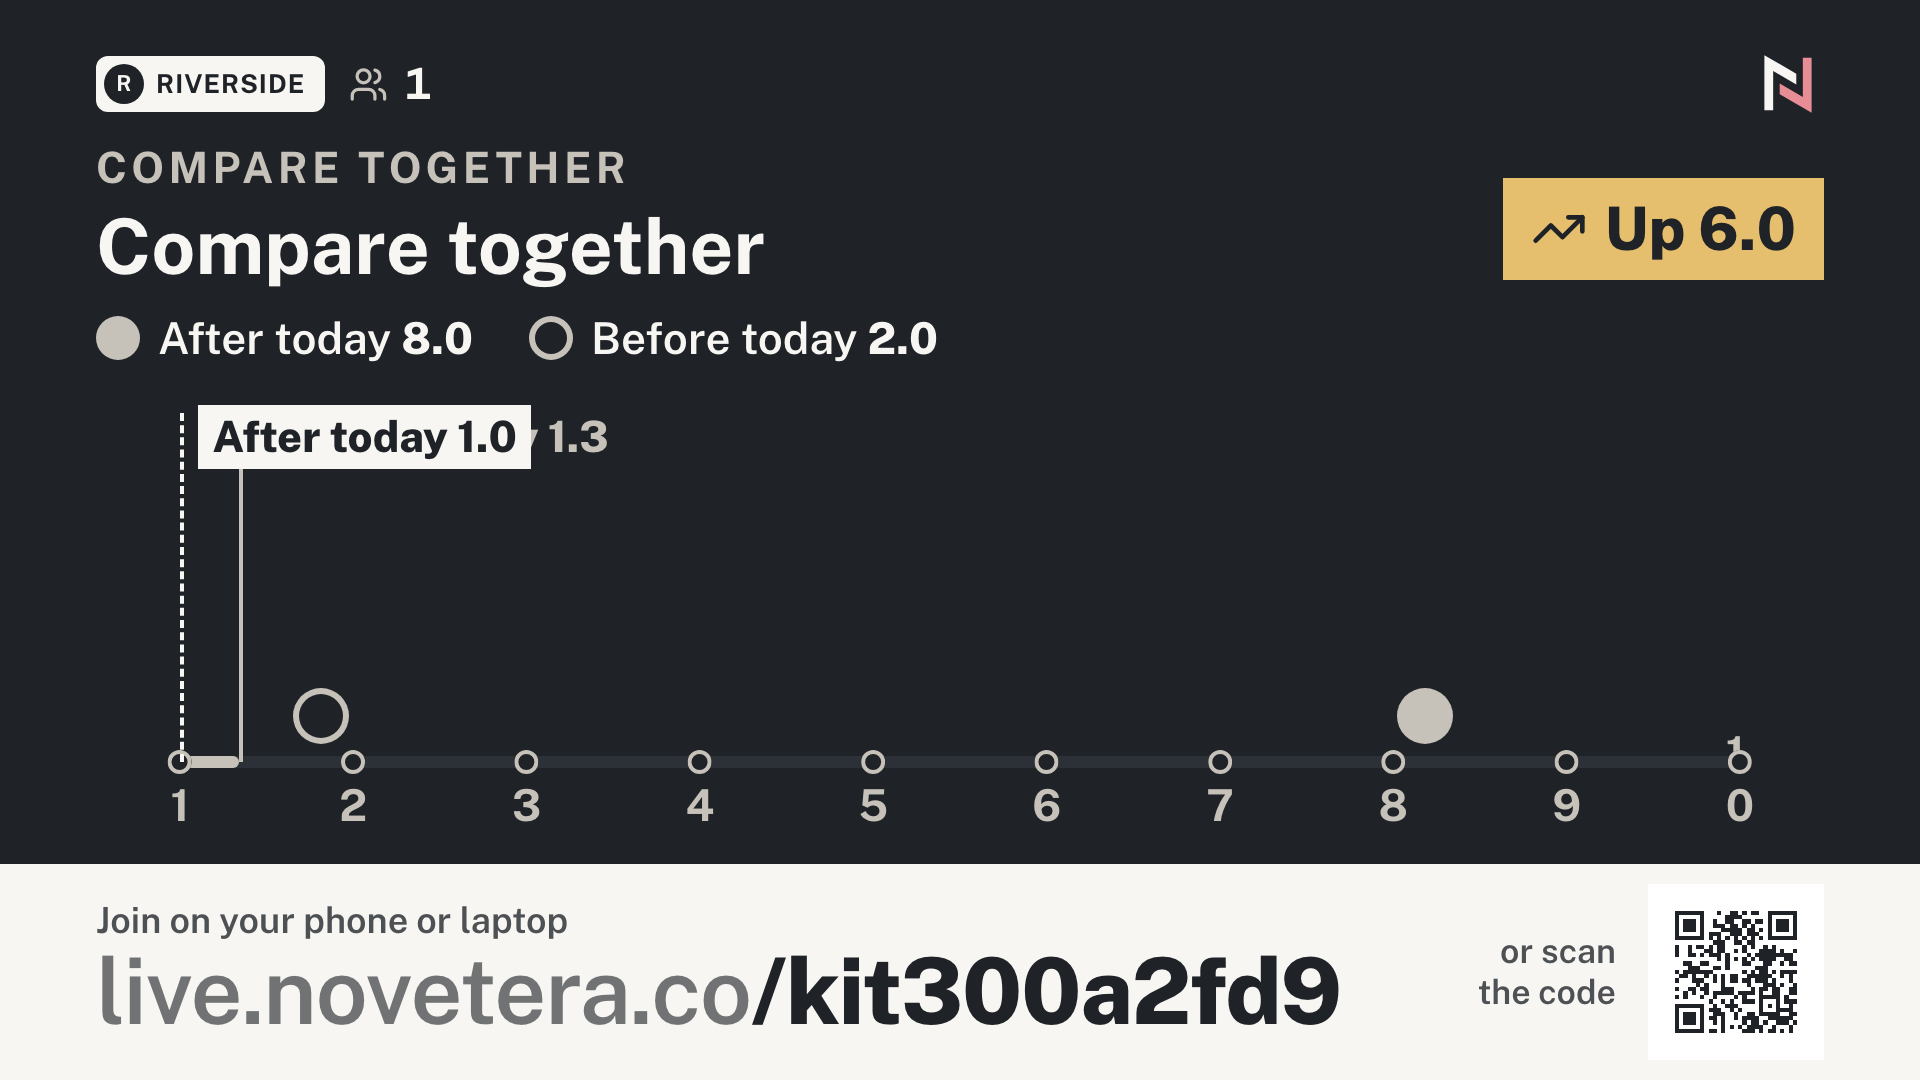 R RIVERSIDE 1
COMPARE TOGETHER
Compare together
Up 6.0
After today 8.0 Before today 2.0
After today 1.0 1.3
1 2 3 4 5 6 7 8 9 10
Join on your phone or laptop
live.novetera.co/kit300a2fd9
or scan
the code